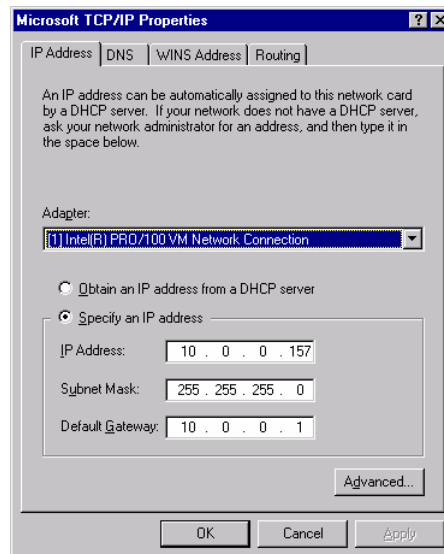 Microsoft TCP/IP Properties
? ×
IP Address DNS WINS Address Routing
An IP address can be automatically assigned to this network card
by a DHCP server. If your network does not have a DHCP server,
ask your network administrator for an address, and then type it in
the space below.
Adapter:
[1] Intel(R) PRO/100 VM Network Connection
Obtain an IP address from a DHCP server
Specify an IP address
IP Address: 10 . 0 . 0 . 157
Subnet Mask: 255 . 255 . 255 . 0
Default Gateway: 10 . 0 . 0 . 1
Advanced...
OK Cancel Apply